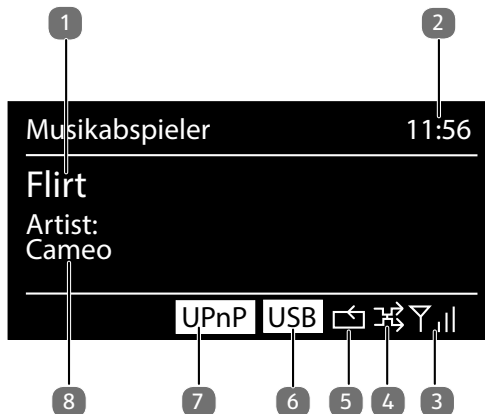 1 2
Musikabspieler 11:56
Flirt
Artist:
Cameo
UPnP USB
8 7 6 5 4 3